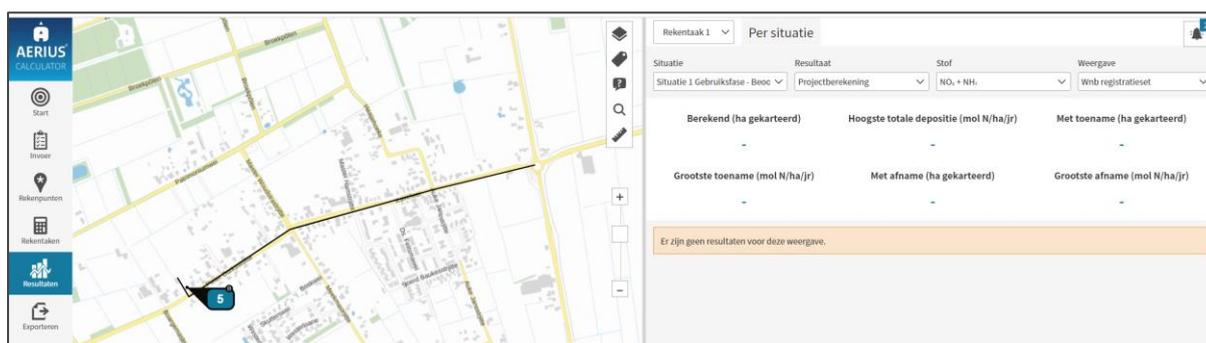 AERIUS
CALCULATOR
Start
Invoer
Rekenpunten
Rekentaken
Resultaten
Exporteren
Broekpôllen
Broekpôllen
5
+
-
Rekentaak 1
Per situatie
Situatie
Resultaat
Stof
Weergave
Situatie 1 Gebruiksfase - Beoo
Projectberekening
NOₓ + NH₃
Wnb registratieset
Berekend (ha gekarteerd)
Hoogste totale depositie (mol N/ha/jr)
Met toename (ha gekarteerd)
-
-
-
Grootste toename (mol N/ha/jr)
Met afname (ha gekarteerd)
Grootste afname (mol N/ha/jr)
-
-
-
Er zijn geen resultaten voor deze weergave.